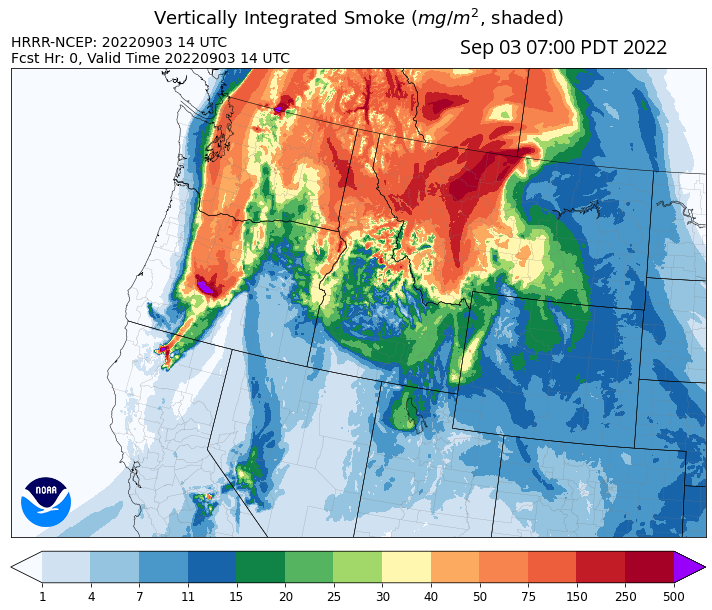 Vertically Integrated Smoke (mg/m², shaded)
HRRR-NCEP: 20220903 14 UTC
Fcst Hr: 0, Valid Time 20220903 14 UTC
Sep 03 07:00 PDT 2022
NOAA
1 4 7 11 15 20 25 30 40 50 75 150 250 500